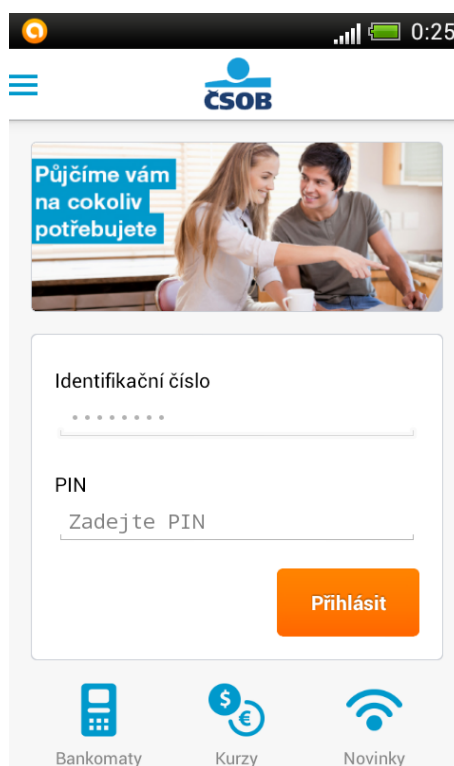 0:25
ČSOB
Půjčíme vám
na cokoliv
potřebujete
Identifikační číslo
PIN
Zadejte PIN
Přihlásit
Bankomaty Kurzy Novinky